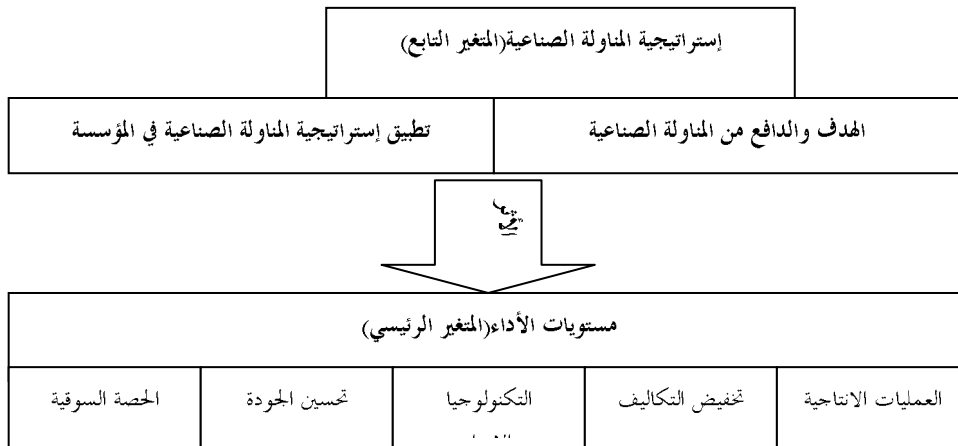 إستراتيجية المناولة الصناعية(المتغير التابع)
الهدف والدافع من المناولة الصناعية
تطبيق إستراتيجية المناولة الصناعية في المؤسسة
مستويات الأداء(المتغير الرئيسي)
العمليات الانتاجية
تخفيض التكاليف
التكنولوجيا
تحسين الجودة
الحصة السوقية